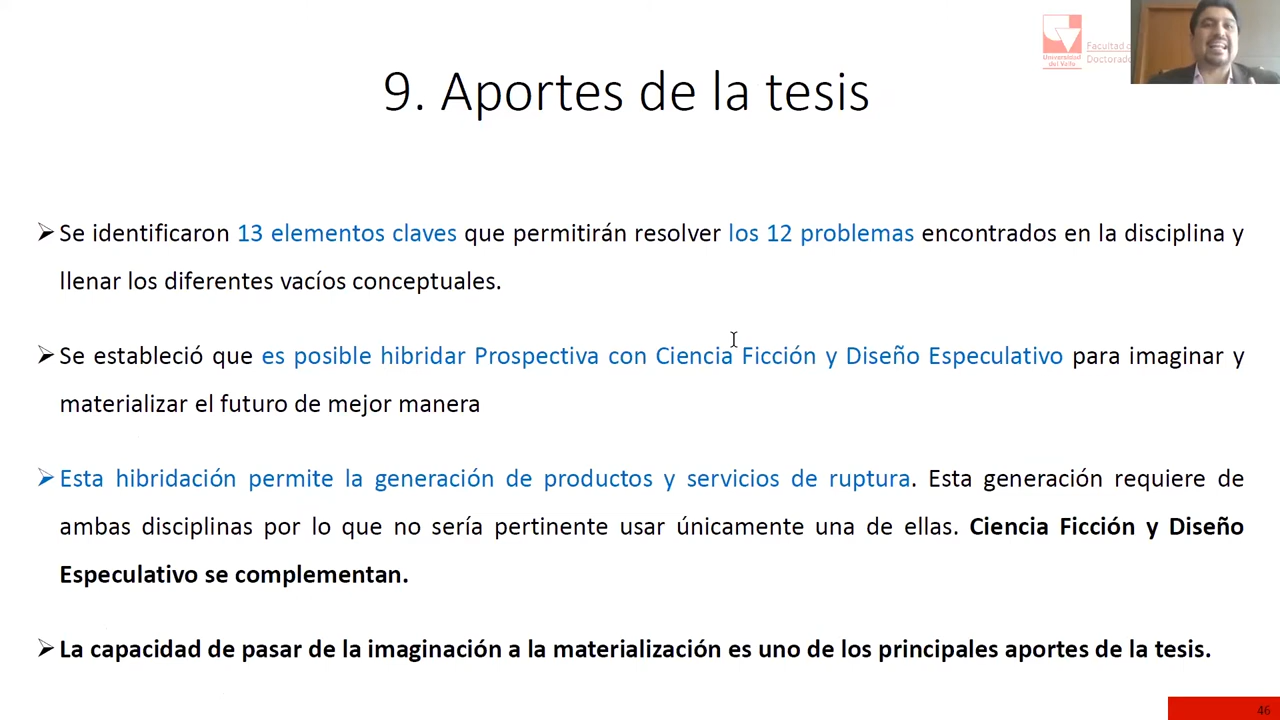 Facultad d
Doctorado
Universidad
del Valle
9. Aportes de la tesis
➢ Se identificaron 13 elementos claves que permitirán resolver los 12 problemas encontrados en la disciplina y
llenar los diferentes vacíos conceptuales.
➢ Se estableció que es posible hibridar Prospectiva con Ciencia Ficción y Diseño Especulativo para imaginar y
materializar el futuro de mejor manera
➢ Esta hibridación permite la generación de productos y servicios de ruptura. Esta generación requiere de
ambas disciplinas por lo que no sería pertinente usar únicamente una de ellas. Ciencia Ficción y Diseño
Especulativo se complementan.
➢ La capacidad de pasar de la imaginación a la materialización es uno de los principales aportes de la tesis.
46